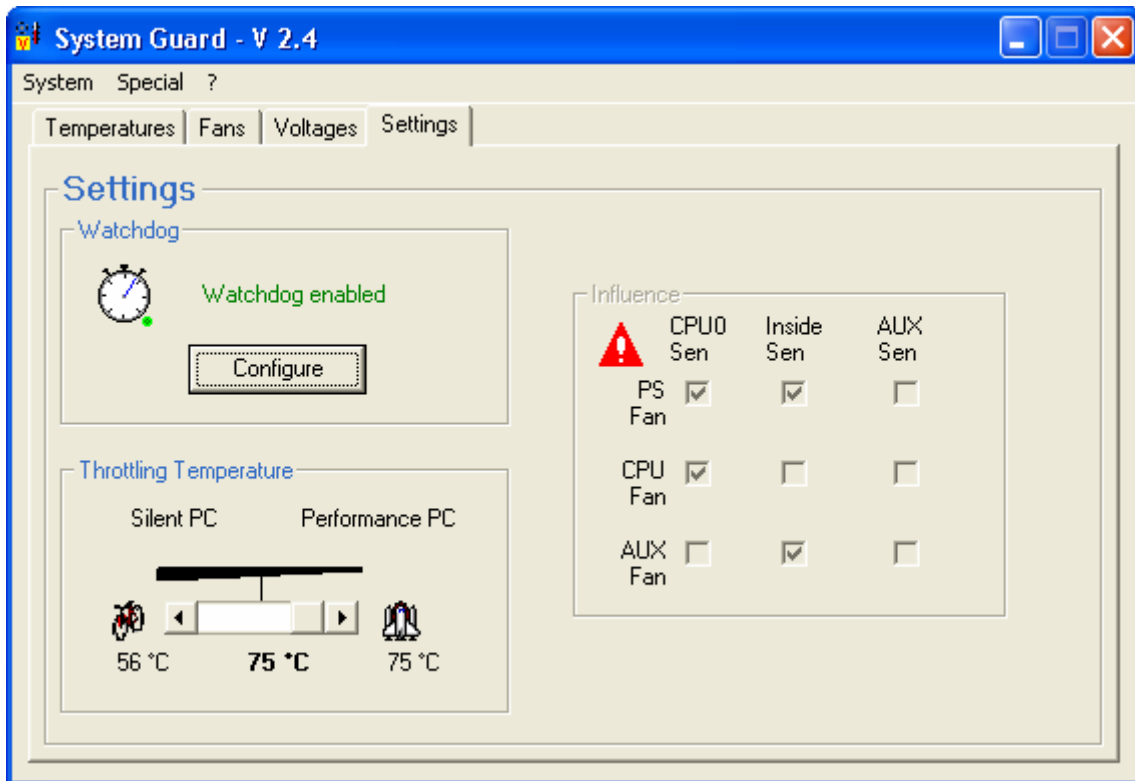 System Guard - V 2.4
System Special ?
Temperatures Fans Voltages Settings
Settings
Watchdog
Watchdog enabled
Configure
Throttling Temperature
Silent PC Performance PC
56 °C 75 °C 75 °C
Influence
CPU0 Inside AUX
Sen Sen Sen
PS
Fan
CPU
Fan
AUX
Fan